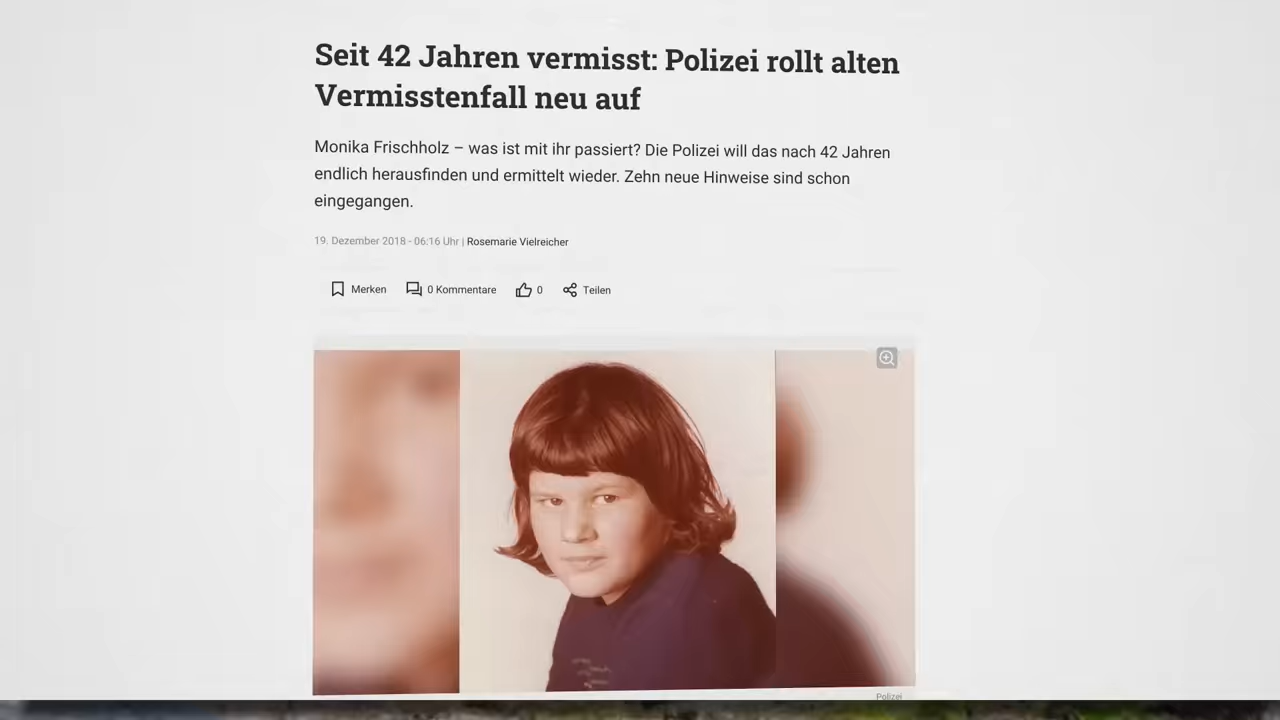 Seit 42 Jahren vermisst: Polizei rollt alten
Vermisstenfall neu auf
Monika Frischholz – was ist mit ihr passiert? Die Polizei will das nach 42 Jahren
endlich herausfinden und ermittelt wieder. Zehn neue Hinweise sind schon
eingegangen.
19. Dezember 2018 - 06:16 Uhr | Rosemarie Vielreicher
Merken 0 Kommentare 0 Teilen
Polizei